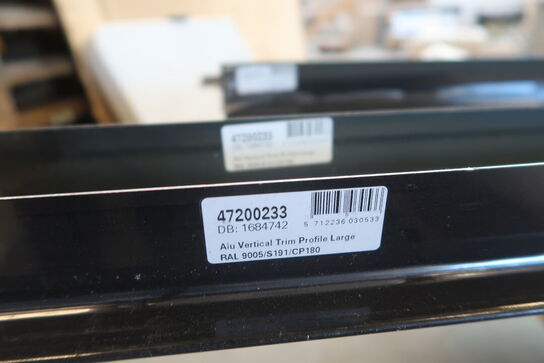 47200233
47200233
DB: 1684742
5 712236 030533
Alu Vertical Trim Profile Large
RAL 9005/S191/CP180